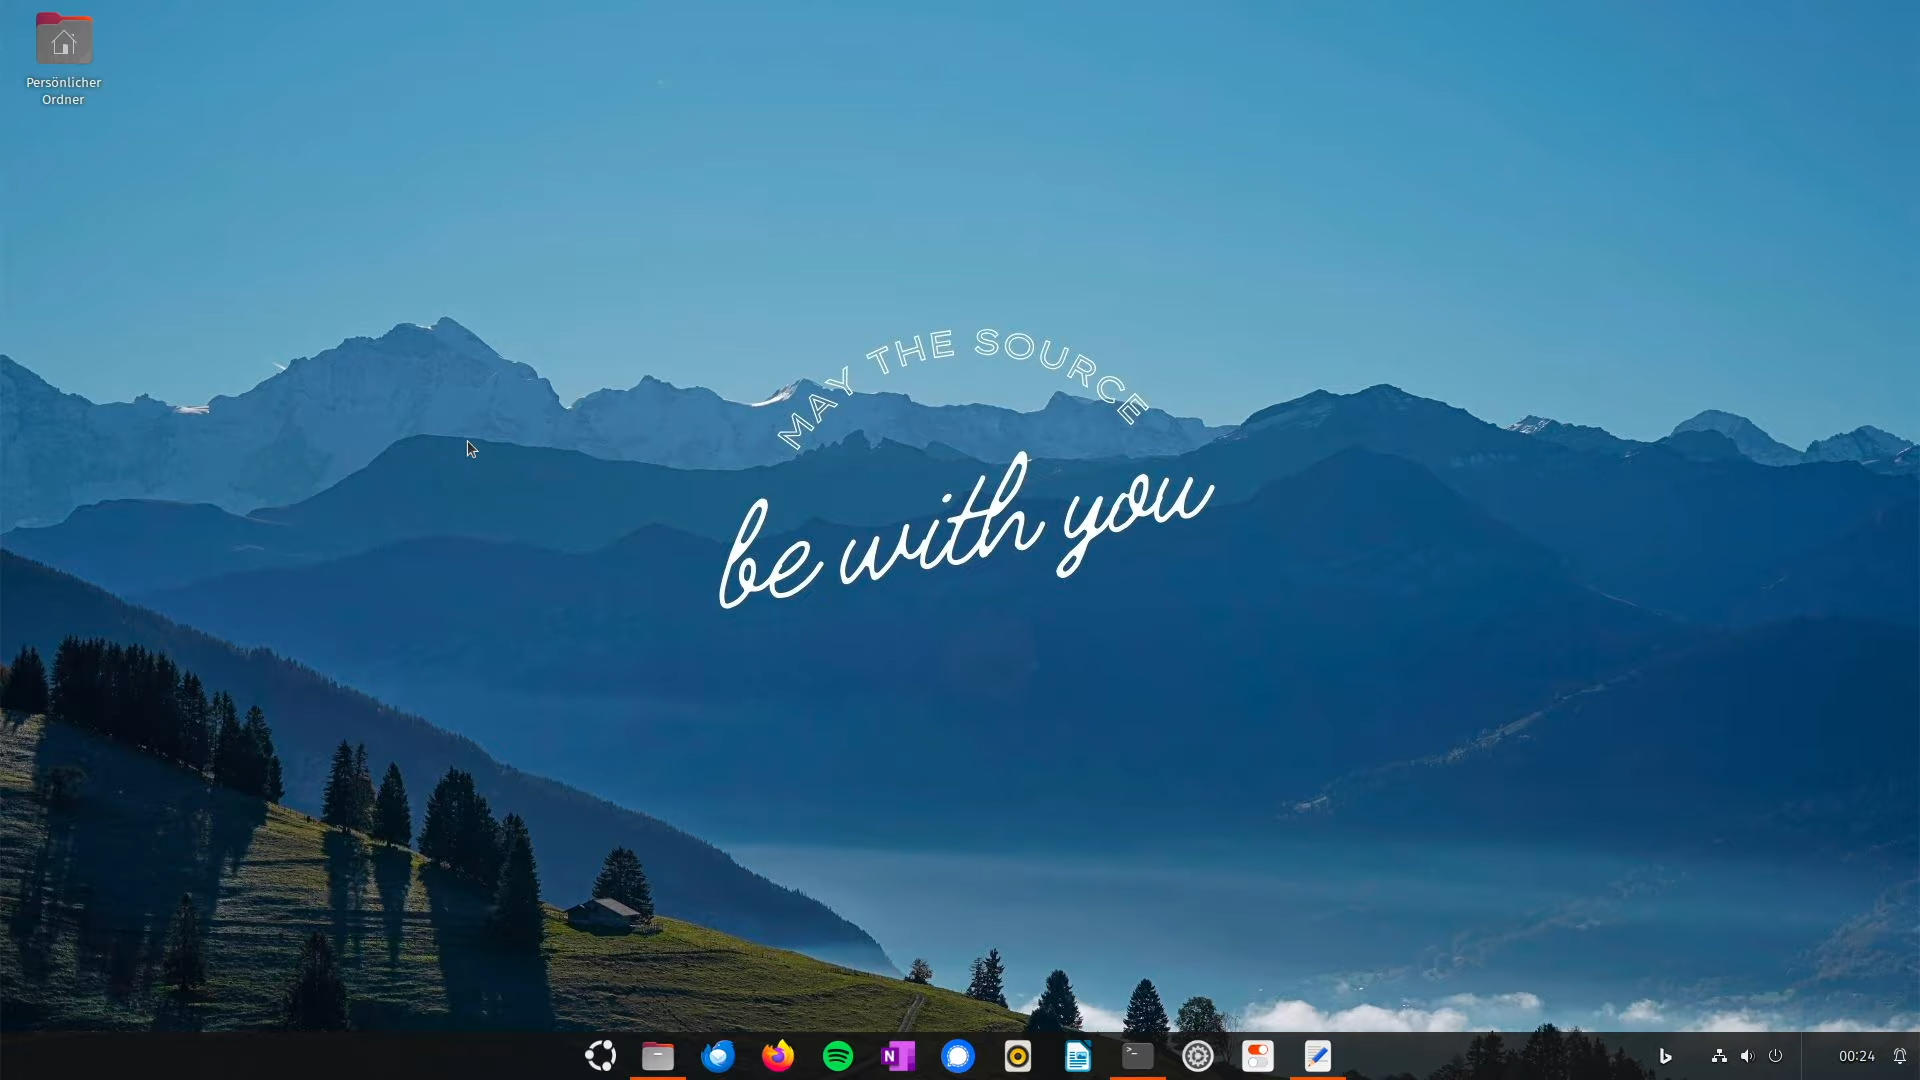 Persönlicher
Ordner
MAY THE SOURCE
be with you
N
>_
00:24